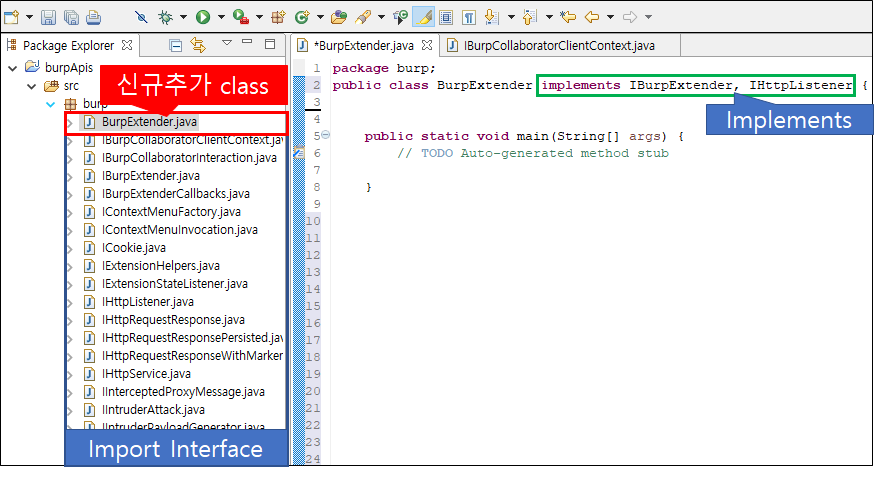 Package Explorer
burpApis
src
burp
BurpExtender.java
IBurpCollaboratorClientContext.jav
IBurpCollaboratorInteraction.java
IBurpExtender.java
IBurpExtenderCallbacks.java
IContextMenuFactory.java
IContextMenuInvocation.java
ICookie.java
IExtensionHelpers.java
IExtensionStateListener.java
IHttpListener.java
IHttpRequestResponse.java
IHttpRequestResponsePersisted.jav
IHttpRequestResponseWithMarker
IHttpService.java
IInterceptedProxyMessage.java
IIntruderAttack.java
IIntruderPayloadGenerator.java
신규추가 class
Import Interface
*BurpExtender.java
IBurpCollaboratorClientContext.java
1 package burp;
2 public class BurpExtender implements IBurpExtender, IHttpListener {
3
4
5 public static void main(String[] args) {
6 // TODO Auto-generated method stub
7
8 }
9
10
11
12
13
14
15
16
17
18
19
20
21
22
23
24
Implements